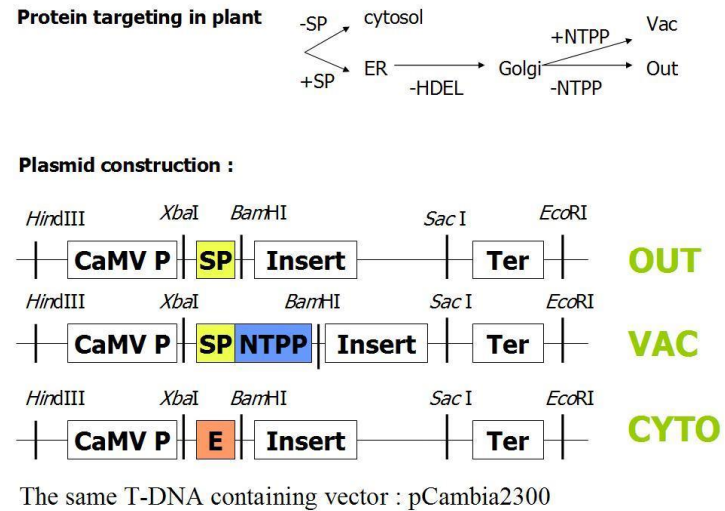 Protein targeting in plant
-SP
cytosol
+SP
ER
-HDEL
Golgi
+NTPP
Vac
-NTPP
Out
Plasmid construction :
HindIII XbaI BamHI Sac I EcoRI
CaMV P SP Insert Ter OUT
HindIII XbaI BamHI Sac I EcoRI
CaMV P SP NTPP Insert Ter VAC
HindIII XbaI BamHI Sac I EcoRI
CaMV P E Insert Ter CYTO
The same T-DNA containing vector : pCambia2300